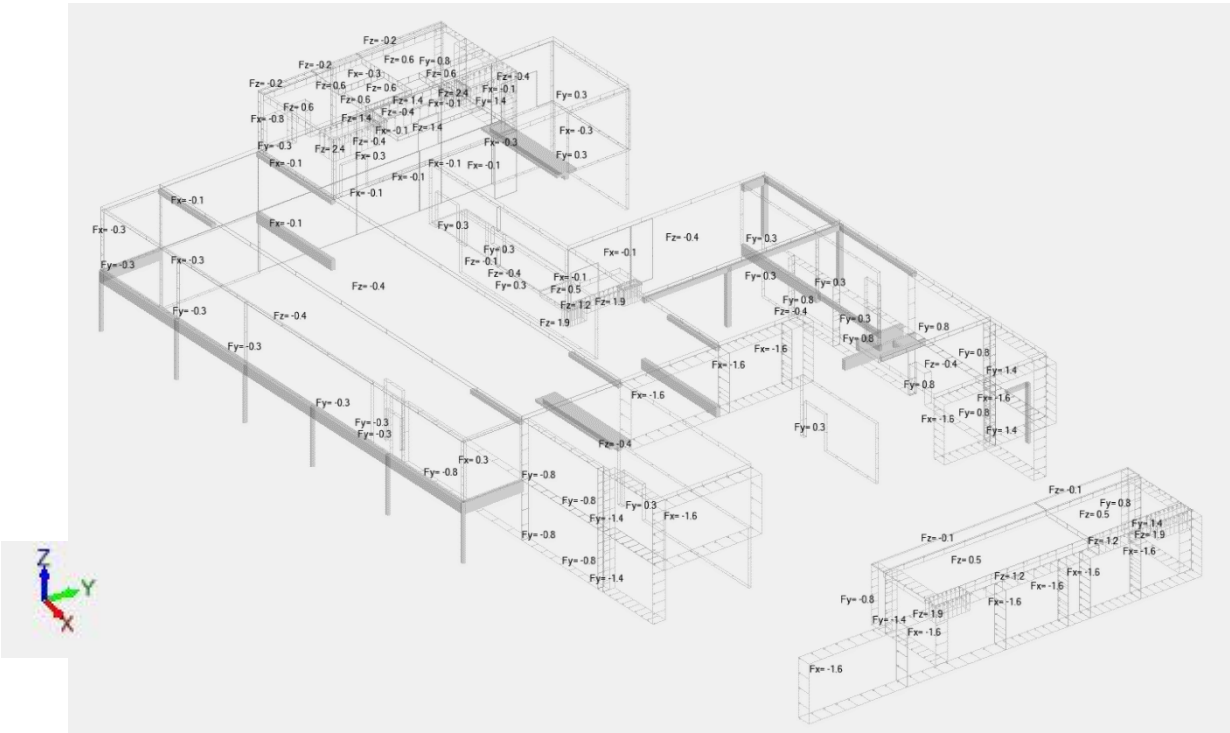 Fz= -0.2
Fz= -0.2
Fz= 0.6
Fy= 0.8
Fx= -0.3
Fz= 0.6
Fz= -0.4
Fz= -0.2
Fz= 0.6
Fz= 0.6
Fx= -0.1
Fz= 2.4
Fy= 0.3
Fz= 0.6
Fz= 1.4
Fx= -0.1
Fy= 1.4
Fz= 0.6
Fz= -0.4
Fx= -0.8
Fz= 1.4
Fx= -0.1
Fz= 1.4
Fx= -0.3
Fz= -0.4
Fx= -0.3
Fy= -0.3
Fz= 2.4
Fx= 0.3
Fy= 0.3
Fx= -0.1
Fx= -0.1
Fx= -0.1
Fx= -0.1
Fx= -0.1
Fx= -0.1
Fx= -0.1
Fx= -0.3
Fy= 0.3
Fz= -0.4
Fy= 0.3
Fy= 0.3
Fx= -0.1
Fy= -0.3
Fx= -0.3
Fz= -0.1
Fz= -0.4
Fx= -0.1
Fy= 0.3
Fy= 0.3
Fz= -0.4
Fy= 0.3
Fz= 0.5
Fy= 0.8
Fz= 1.2
Fz= 1.9
Fz= -0.4
Fy= -0.3
Fz= -0.4
Fz= 1.9
Fy= 0.3
Fy= 0.8
Fy= 0.8
Fy= -0.3
Fx= -1.6
Fy= 0.8
Fx= -1.6
Fz= -0.4
Fy= 1.4
Fy= 0.8
Fx= -1.6
Fx= -1.6
Fy= -0.3
Fx= -1.6
Fy= 0.8
Fy= -0.3
Fy= 0.3
Fy= 1.4
Fy= -0.3
Fz= -0.4
Fx= 0.3
Fy= -0.8
Fy= -0.8
Fz= -0.1
Fy= -0.8
Fy= 0.3
Fy= 0.8
Fx= -1.6
Fz= 0.5
Fy= -1.4
Fy= 1.4
Fy= -0.8
Fz= -0.1
Fz= 1.2
Fz= 1.9
Fx= -1.6
Fy= -0.8
Fz= 0.5
Fy= -1.4
Fz= 1.2
Fx= -1.6
Fx= -1.6
Fy= -0.8
Fx= -1.6
Fy= -1.4
Fz= 1.9
Fx= -1.6
Fx= -1.6
Z
Y
X